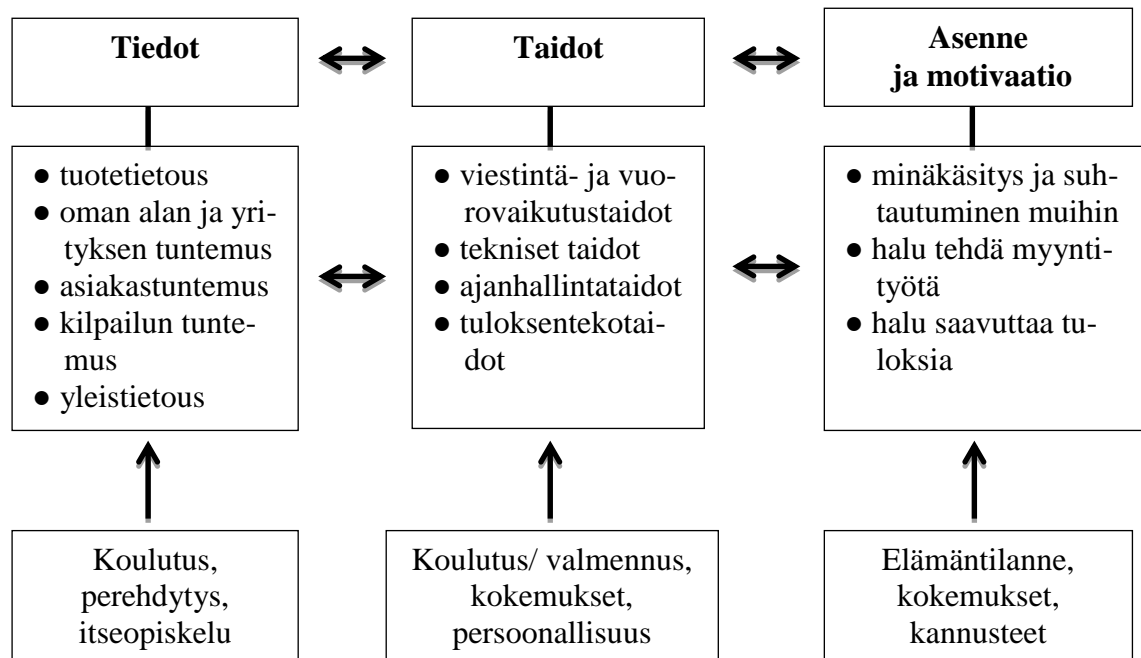 Tiedot
Taidot
Asenne
ja motivaatio
● tuotetietous
● oman alan ja yri-
tyksen tuntemus
● asiakastuntemus
● kilpailun tunte-
mus
● yleistietous
● viestintä- ja vuo-
rovaikutustaidot
● tekniset taidot
● ajanhallintataidot
● tuloksentekotai-
dot
● minäkäsitys ja suh-
tautuminen muihin
● halu tehdä myynti-
työtä
● halu saavuttaa tu-
loksia
Koulutus,
perehdytys,
itseopiskelu
Koulutus/ valmennus,
kokemukset,
persoonallisuus
Elämäntilanne,
kokemukset,
kannusteet